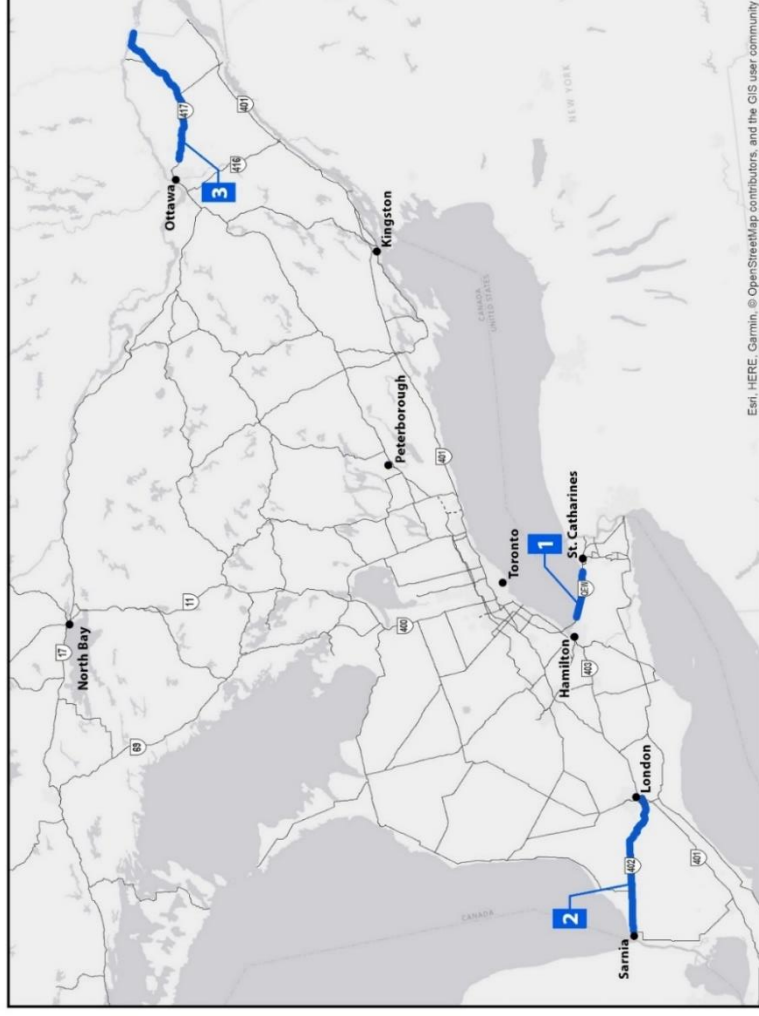 North Bay
17
11
69
400
Ottawa
417
416
401
3
Kingston
Peterborough
401
Toronto
Hamilton
403
1
QEW
St. Catharines
London
402
401
2
Sarnia
CANADA
CANADA
UNITED STATES
NEW YORK
Esri, HERE, Garmin, © OpenStreetMap contributors, and the GIS user community